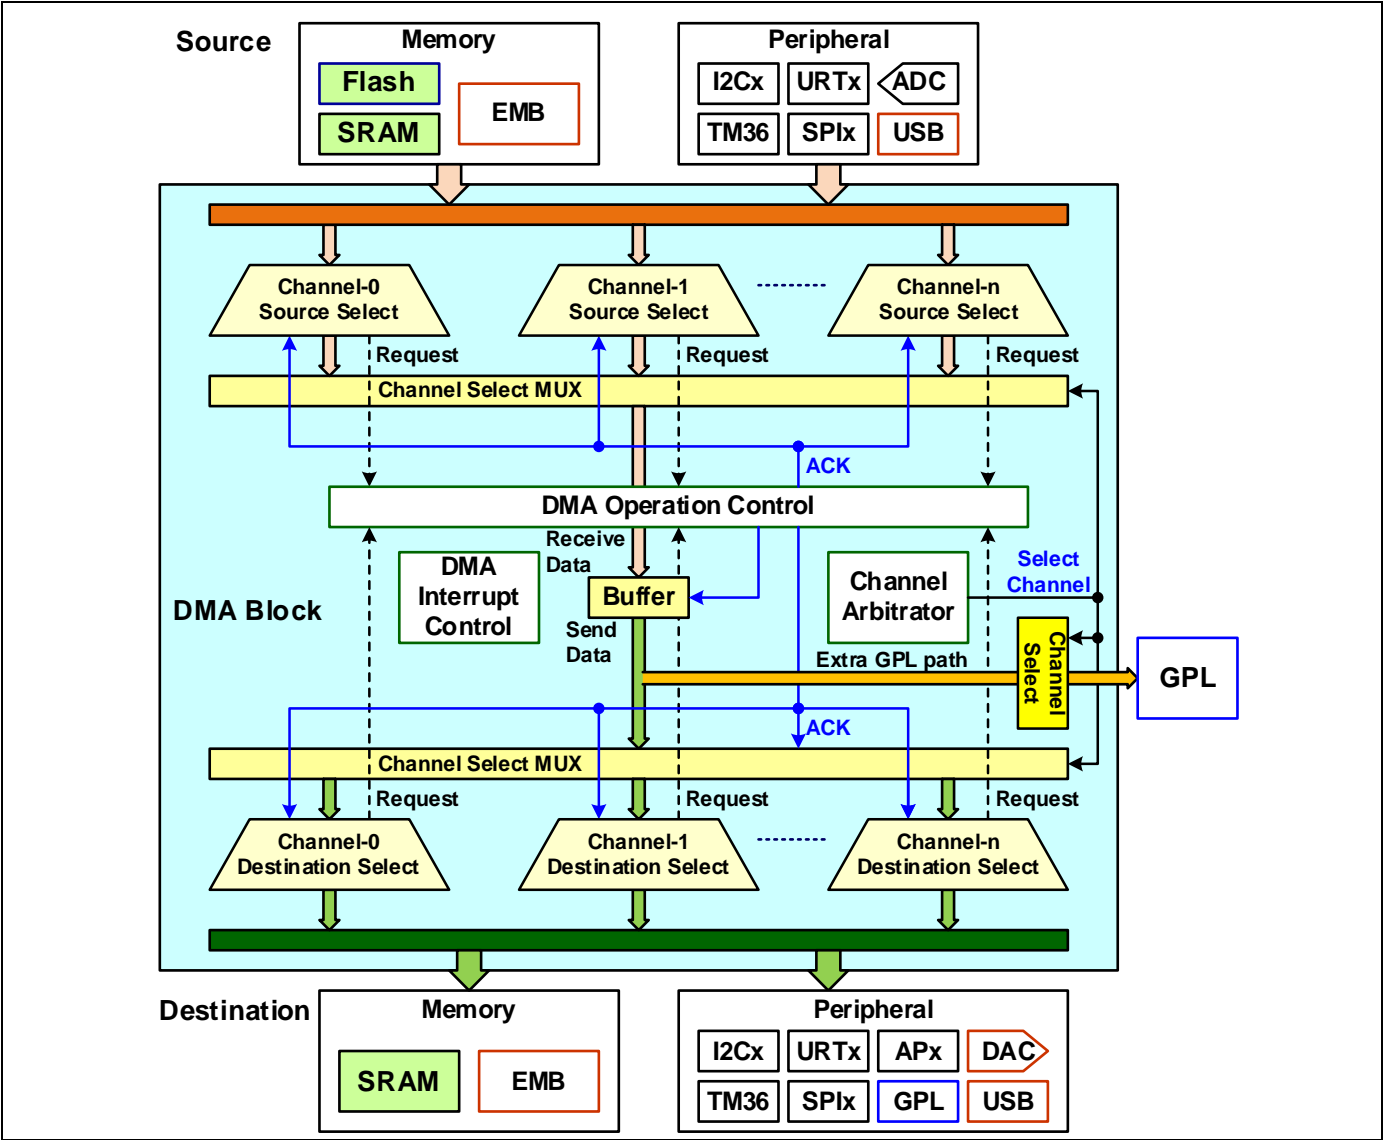 Source
Memory
Flash
SRAM
EMB
Peripheral
I2Cx
URTx
ADC
TM36
SPIx
USB
Channel-0
Source Select
Channel-1
Source Select
Channel-n
Source Select
Request
Request
Request
Channel Select MUX
ACK
DMA Operation Control
Receive
Data
DMA
Interrupt
Control
Buffer
Channel
Arbitrator
Select
Channel
DMA Block
Send
Data
Extra GPL path
Channel
Select
GPL
ACK
Channel Select MUX
Request
Request
Request
Channel-0
Destination Select
Channel-1
Destination Select
Channel-n
Destination Select
Destination
Memory
SRAM
EMB
Peripheral
I2Cx
URTx
APx
DAC
TM36
SPIx
GPL
USB